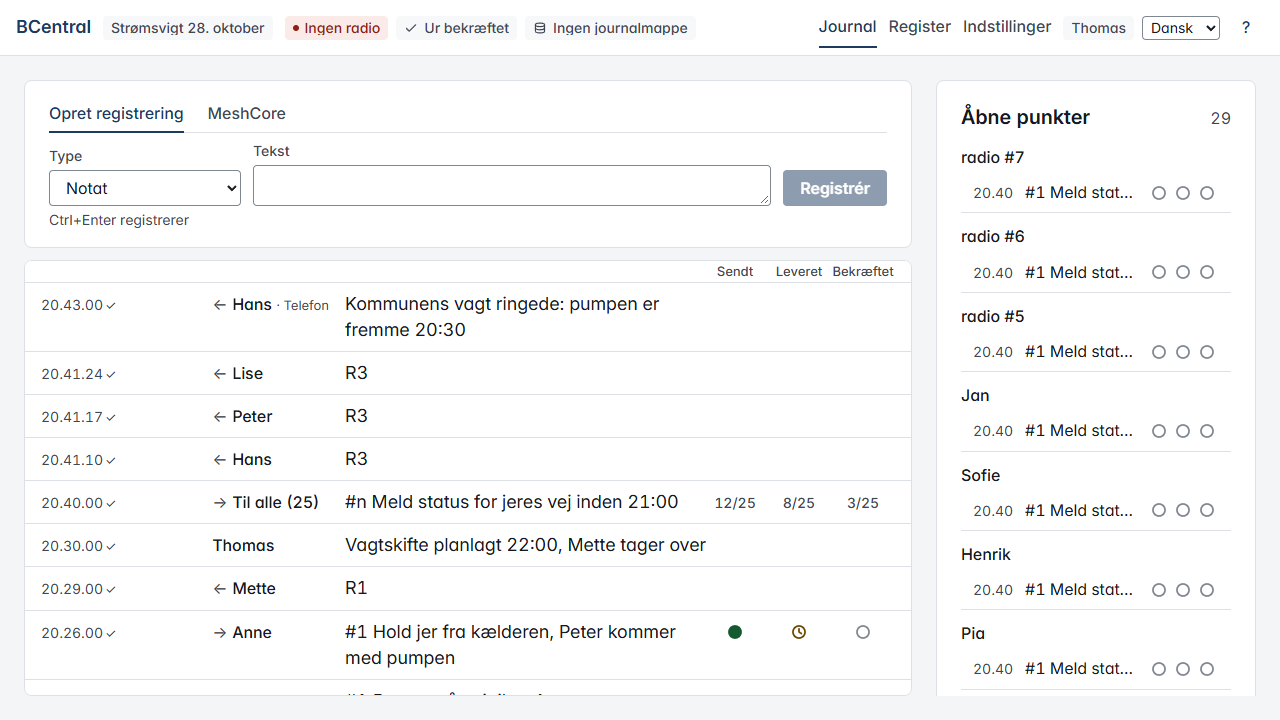 BCentral
Strømsvigt 28. oktober
Ingen radio
Ur bekræftet
Ingen journalmappe
Journal
Register
Indstillinger
Thomas
Dansk
?
Opret registrering
MeshCore
Type
Tekst
Notat
Registrér
Ctrl+Enter registrerer
Sendt Leveret Bekræftet
20.43.00 ✓ ← Hans · Telefon Kommunens vagt ringede: pumpen er
fremme 20:30
20.41.24 ✓ ← Lise R3
20.41.17 ✓ ← Peter R3
20.41.10 ✓ ← Hans R3
20.40.00 ✓ → Til alle (25) #n Meld status for jeres vej inden 21:00 12/25 8/25 3/25
20.30.00 ✓ Thomas Vagtskifte planlagt 22:00, Mette tager over
20.29.00 ✓ ← Mette R1
20.26.00 ✓ → Anne #1 Hold jer fra kælderen, Peter kommer
med pumpen
Åbne punkter 29
radio #7
20.40 #1 Meld stat...
radio #6
20.40 #1 Meld stat...
radio #5
20.40 #1 Meld stat...
Jan
20.40 #1 Meld stat...
Sofie
20.40 #1 Meld stat...
Henrik
20.40 #1 Meld stat...
Pia
20.40 #1 Meld stat...